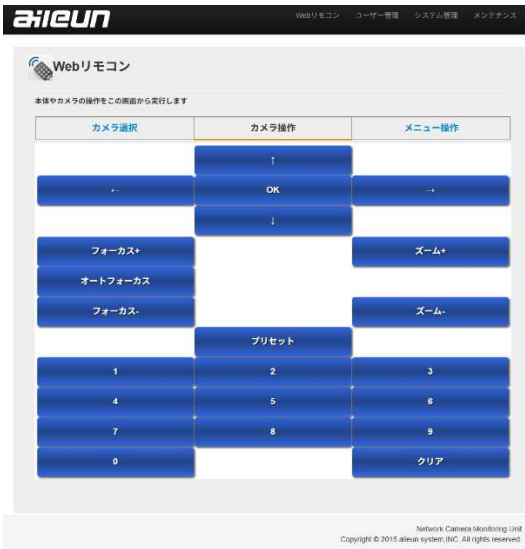 aileun
Webリモコン ユーザー管理 システム管理 メンテナンス
Webリモコン
本体やカメラの操作をこの画面から実行します
カメラ選択 カメラ操作 メニュー操作
↑
← OK →
↓
フォーカス+ ズーム+
オートフォーカス
フォーカス- ズーム-
プリセット
1 2 3
4 5 6
7 8 9
0 クリア
Network Camera Monitoring Unit
Copyright © 2015 aileun system,INC. All rights reserved.